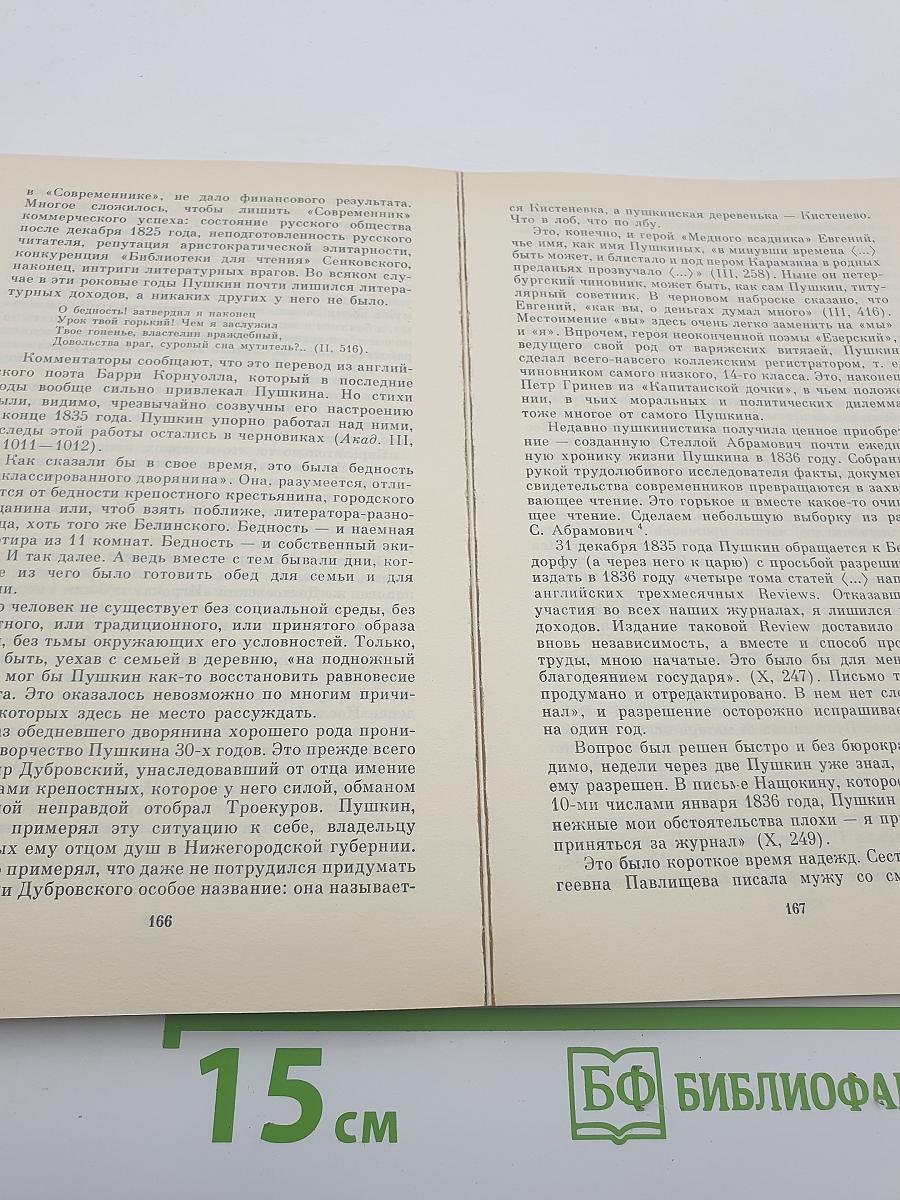 в «Современнике», не дало финансового результата.
Многое сложилось, чтобы лишить «Современник»
коммерческого успеха: состояние русского общества
после декабря 1825 года, неподготовленность русского
читателя, репутация аристократической элитарности,
конкуренция «Библиотеки для чтения» Сенковского,
наконец, интриги литературных врагов. Во всяком слу-
чае в эти роковые годы Пушкин почти лишился литера-
турных доходов, а никаких других у него не было.
О бедность! затвердил я наконец
Урок твой горький! Чем я заслужил
Твое гоненье, властелин враждебный,
Довольства враг, суровый сна мутитель?.. (II, 516).
Комментаторы сообщают, что это перевод из англий-
ского поэта Барри Корнуолла, который в последние
годы вообще сильно привлекал Пушкина. Но стихи
были, видимо, чрезвычайно созвучны его настроению
конце 1835 года. Пушкин упорно работал над ними,
следы этой работы остались в черновиках (Акад. III,
1011—1012).
Как сказали бы в свое время, это была бедность
классированного дворянина». Она, разумеется, отли-
ется от бедности крепостного крестьянина, городского
щанина или, чтоб взять поближе, литератора-разно-
ца, хоть того же Белинского. Бедность — и наемная
ртира из 11 комнат. Бедность — и собственный эки-
И так далее. А ведь вместе с тем бывали дни, ког-
е из чего было готовить обед для семьи и для
ли.
о человек не существует без социальной среды, без
тного, или традиционного, или принятого образа
, без тьмы окружающих его условностей. Только,
быть, уехав с семьей в деревню, «на подножный
мог бы Пушкин как-то восстановить равновесие
та. Это оказалось невозможно по многим причи-
которых здесь не место рассуждать.
аз обедневшего дворянина хорошего рода прони-
творчество Пушкина 30-х годов. Это прежде всего
ир Дубровский, унаследовавший от отца имение
ами крепостных, которое у него силой, обманом
ной неправдой отобрал Троекуров. Пушкин,
примерял эту ситуацию к себе, владельцу
ых ему отцом душ в Нижегородской губернии.
о примерял, что даже не потрудился придумать
ни Дубровского особое название: она называет-
166
ся Кистеневка, а пушкинская деревенька — Кистенево.
Что в лоб, что по лбу.
Это, конечно, и герой «Медного всадника» Евгений,
чье имя, как имя Пушкиных, «в минувши времена ⟨...⟩
быть может, и блистало и под пером Карамзина в родных
преданьях прозвучало ⟨...⟩» (III, 258). Ныне он петер-
бургский чиновник, может быть, как сам Пушкин, титу-
лярный советник. В черновом наброске сказано, что
Евгений, «как вы, о деньгах думал много» (III, 416).
Местоимение «вы» здесь очень легко заменить на «мы»
и «я». Впрочем, героя неоконченной поэмы «Езерский»,
ведущего свой род от варяжских витязей, Пушкин
сделал всего-навсего коллежским регистратором, т. е.
чиновником самого низкого, 14-го класса. Это, наконец
Петр Гринев из «Капитанской дочки», в чьем положе
нии, в чьих моральных и политических дилемма
тоже многое от самого Пушкина.
Недавно пушкинистика получила ценное приобрет
ние — созданную Стеллой Абрамович почти ежедн
ную хронику жизни Пушкина в 1836 году. Собран
рукой трудолюбивого исследователя факты, докумен
свидетельства современников превращаются в захва
вающее чтение. Это горькое и вместе какое-то очи
щее чтение. Сделаем небольшую выборку из ра
С. Абрамович 4.
31 декабря 1835 года Пушкин обращается к Бе
дорфу (а через него к царю) с просьбой разреши
издать в 1836 году «четыре тома статей ⟨...⟩ нап
английских трехмесячных Reviews. Отказавш
участия во всех наших журналах, я лишился
доходов. Издание таковой Review доставило
вновь независимость, а вместе и способ про
труды, мною начатые. Это было бы для мен
благодеянием государя». (X, 247). Письмо т
продумано и отредактировано. В нем нет сло
нал», и разрешение осторожно испрашивае
на один год.
Вопрос был решен быстро и без бюрокра
димо, недели через две Пушкин уже знал,
ему разрешен. В письме Нащокину, которое
10-ми числами января 1836 года, Пушкин
нежные мои обстоятельства плохи — я пр
приняться за журнал» (X, 249).
Это было короткое время надежд. Сест
геевна Павлищева писала мужу со см
167
15 см
БФ БИБЛИОФА